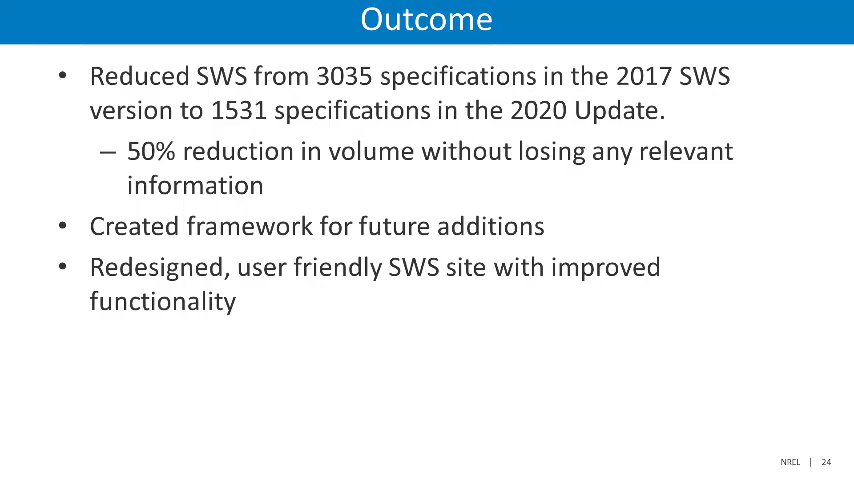 Outcome
• Reduced SWS from 3035 specifications in the 2017 SWS
version to 1531 specifications in the 2020 Update.
– 50% reduction in volume without losing any relevant
information
• Created framework for future additions
• Redesigned, user friendly SWS site with improved
functionality
NREL | 24